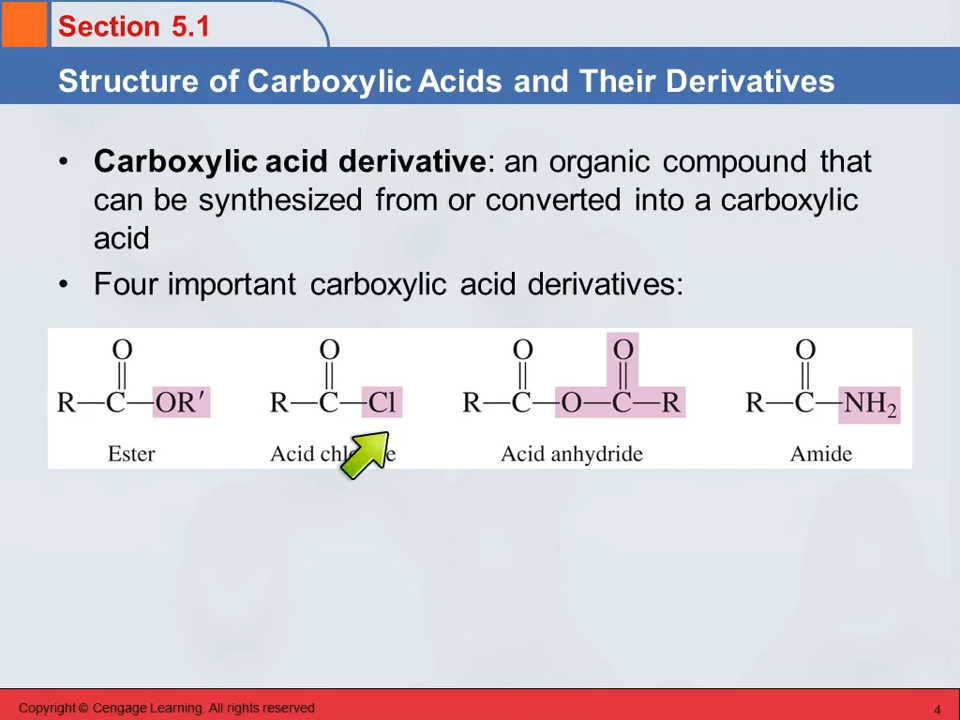 Section 5.1
Structure of Carboxylic Acids and Their Derivatives
• Carboxylic acid derivative: an organic compound that
can be synthesized from or converted into a carboxylic
acid
• Four important carboxylic acid derivatives:
O O O O O
R—C—OR′ R—C—Cl R—C—O—C—R R—C—NH₂
Ester Acid Acid anhydride Amide
Copyright © Cengage Learning. All rights reserved 4